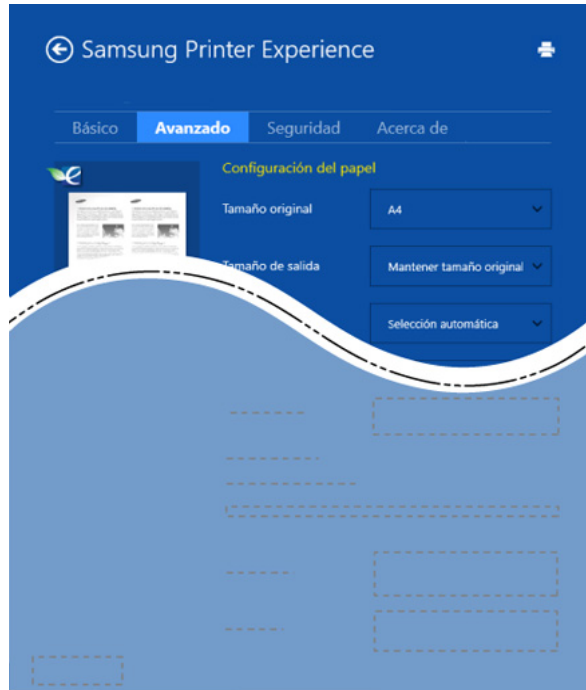 Samsung Printer Experience
Básico Avanzado Seguridad Acerca de
Configuración del papel
Tamaño original A4
Tamaño de salida Mantener tamaño original
Selección automática